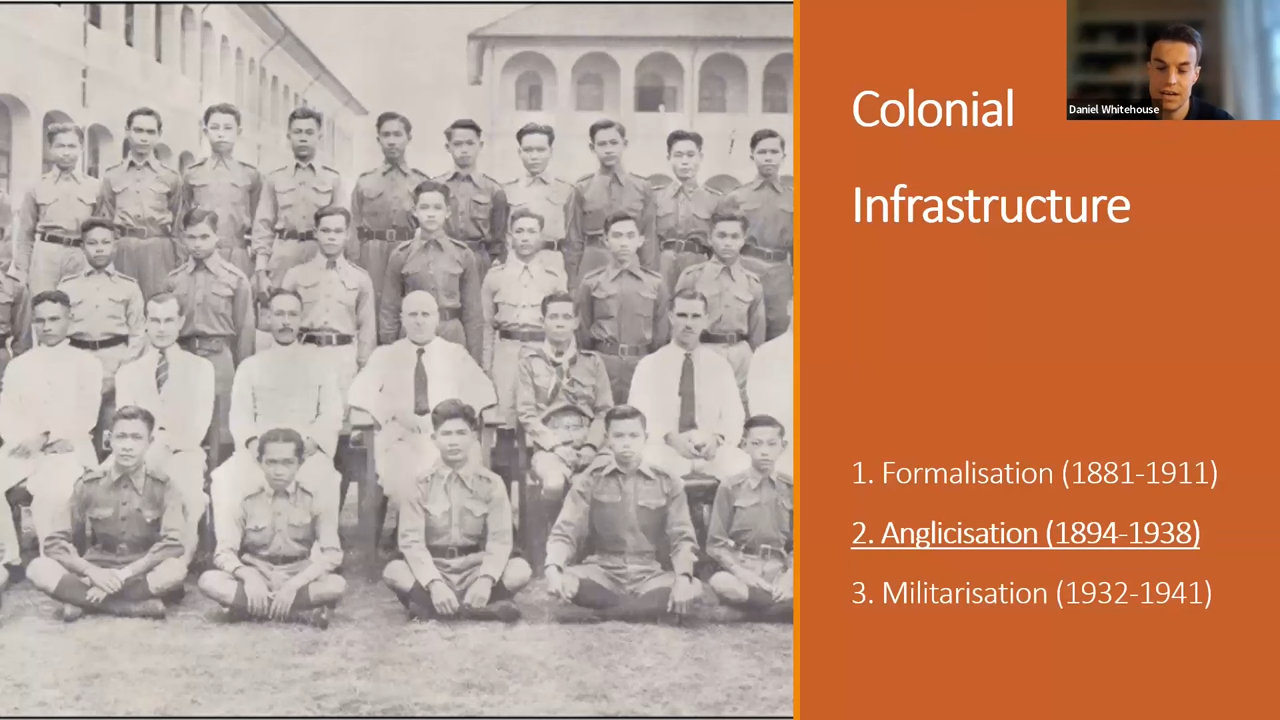 Colonial
Infrastructure
Daniel Whitehouse
1. Formalisation (1881-1911)
2. Anglicisation (1894-1938)
3. Militarisation (1932-1941)